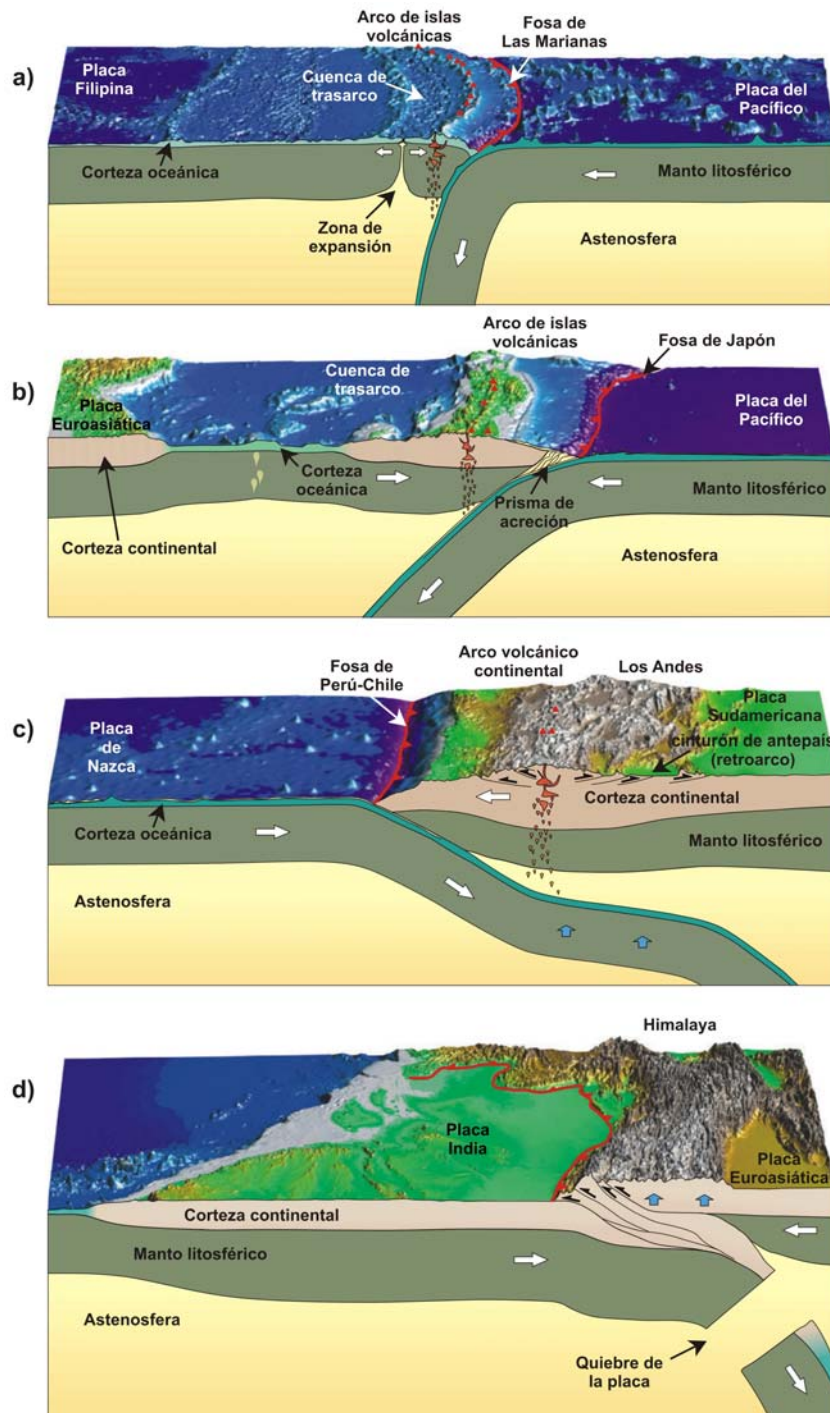 a)
Arco de islas
volcánicas
Fosa de
Las Marianas
Placa
Filipina
Cuenca de
trasarco
Placa del
Pacífico
Corteza oceánica
Manto litosférico
Zona de
expansión
Astenosfera
b)
Arco de islas
volcánicas
Fosa de Japón
Cuenca de
trasarco
Placa
Euroasiática
Placa del
Pacífico
Corteza
oceánica
Prisma de
acreción
Manto litosférico
Corteza continental
Astenosfera
c)
Fosa de
Perú-Chile
Arco volcánico
continental
Los Andes
Placa
de
Nazca
Placa
Sudamericana
(cinturón de antepaís
(retroarco)
Corteza oceánica
Corteza continental
Manto litosférico
Astenosfera
d)
Himalaya
Placa
India
Placa
Euroasiática
Corteza continental
Manto litosférico
Astenosfera
Quiebre de
la placa